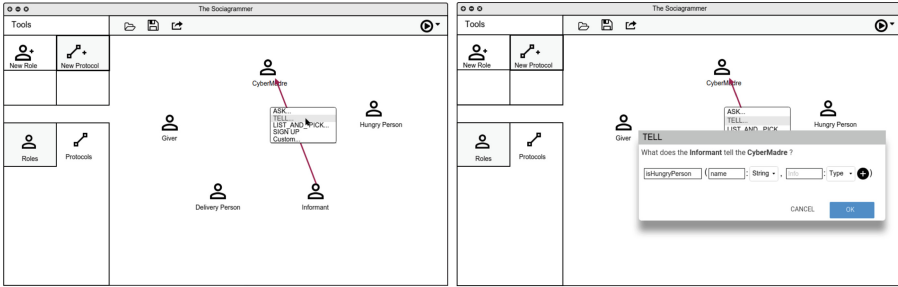 The Sociagrammer
Tools
New Role
New Protocol
CyberMadre
ASK...
TELL...
LIST_AND_PICK...
SIGN UP
Custom...
Hungry Person
Giver
Roles
Protocols
Delivery Person
Informant
The Sociagrammer
Tools
New Role
New Protocol
CyberMadre
ASK...
TELL...
LIST_AND_PICK
Hungry Person
Giver
TELL
What does the Informant tell the CyberMadre ?
isHungryPerson ( name : String , Info : Type )
CANCEL OK
Roles
Protocols